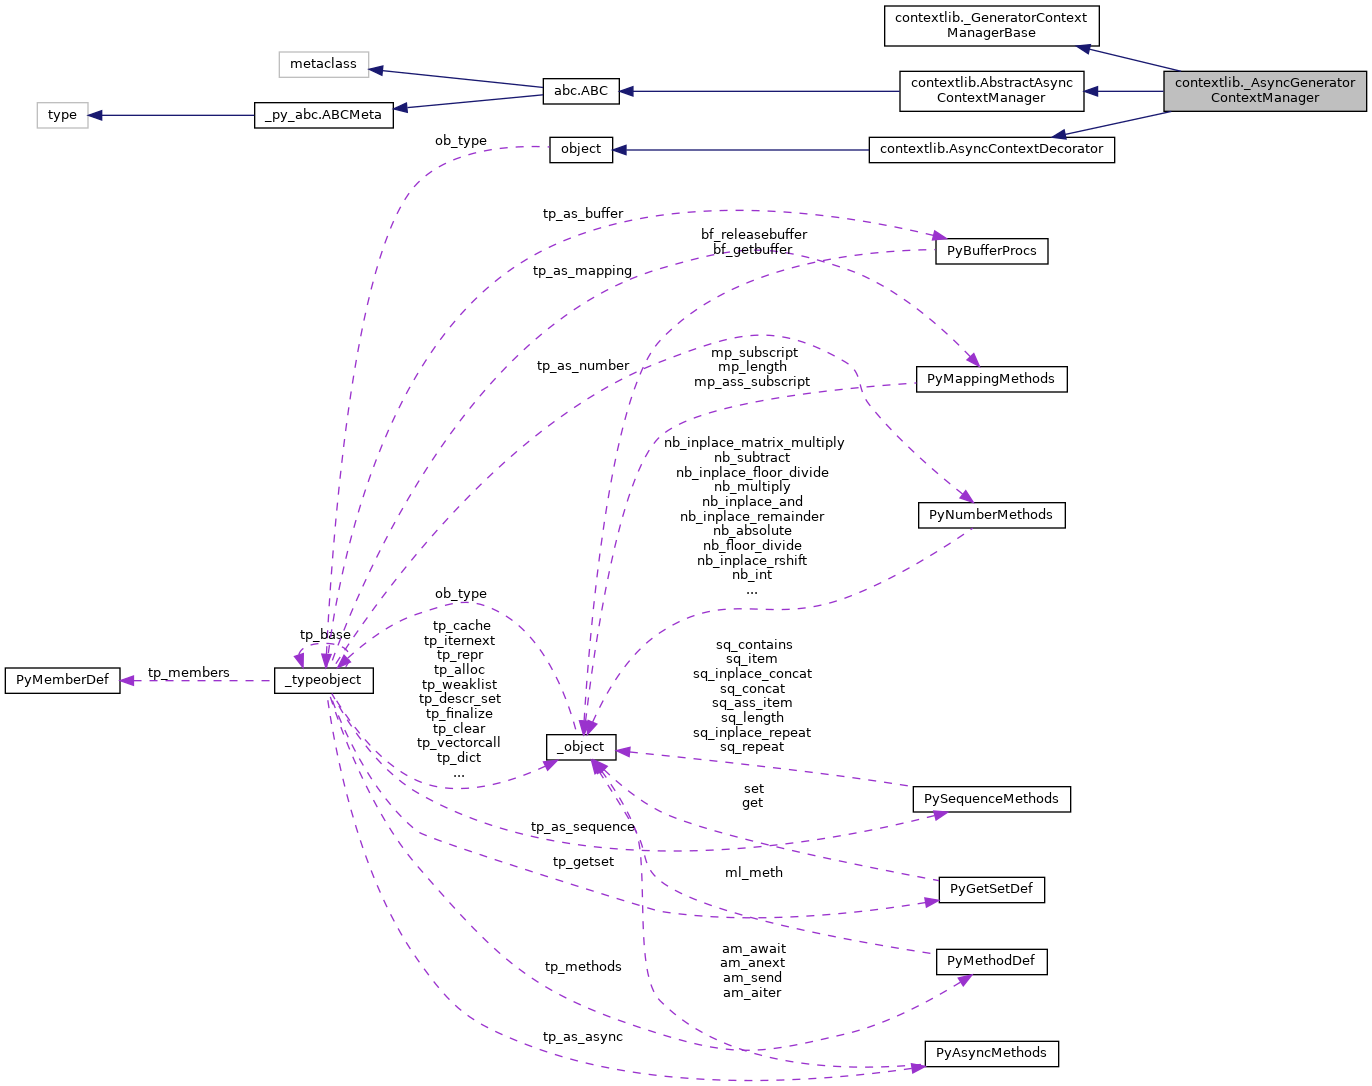 contextlib._GeneratorContext
ManagerBase
metaclass
contextlib._AsyncGenerator
ContextManager
abc.ABC
contextlib.AbstractAsync
ContextManager
type
_py_abc.ABCMeta
ob_type
object
contextlib.AsyncContextDecorator
tp_as_buffer
bf_releasebuffer
bf_getbuffer
PyBufferProcs
tp_as_mapping
tp_as_number
mp_subscript
mp_length
mp_ass_subscript
PyMappingMethods
nb_inplace_matrix_multiply
nb_subtract
nb_inplace_floor_divide
nb_multiply
nb_inplace_and
nb_inplace_remainder
nb_absolute
nb_floor_divide
nb_inplace_rshift
nb_int
...
PyNumberMethods
ob_type
tp_base
tp_cache
tp_iternext
tp_repr
tp_alloc
tp_weaklist
tp_descr_set
tp_finalize
tp_clear
tp_vectorcall
tp_dict
...
PyMemberDef
tp_members
_typeobject
sq_contains
sq_item
sq_inplace_concat
sq_concat
sq_ass_item
sq_length
sq_inplace_repeat
sq_repeat
_object
set
get
PySequenceMethods
tp_as_sequence
tp_getset
ml_meth
PyGetSetDef
am_await
am_anext
am_send
am_aiter
tp_methods
PyMethodDef
tp_as_async
PyAsyncMethods